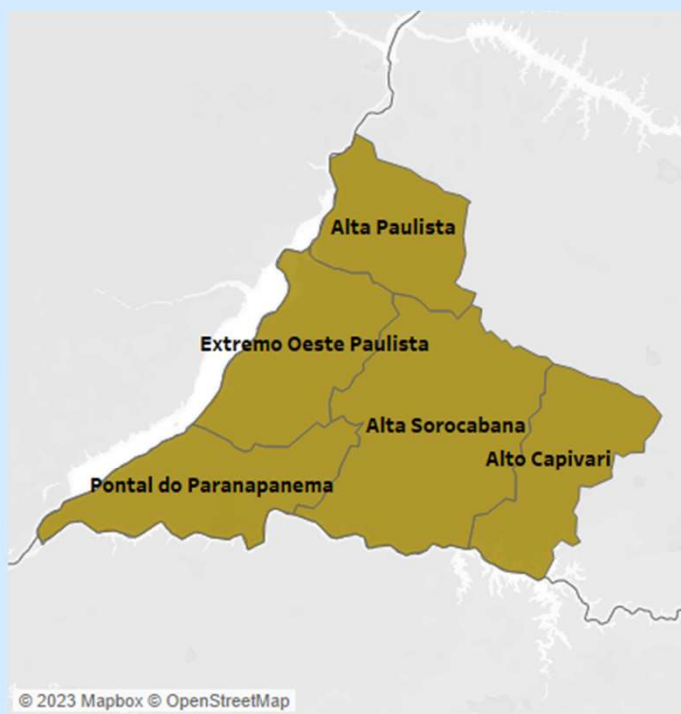 Alta Paulista
Extremo Oeste Paulista
Alta Sorocabana
Alto Capivari
Pontal do Paranapanema
© 2023 Mapbox © OpenStreetMap